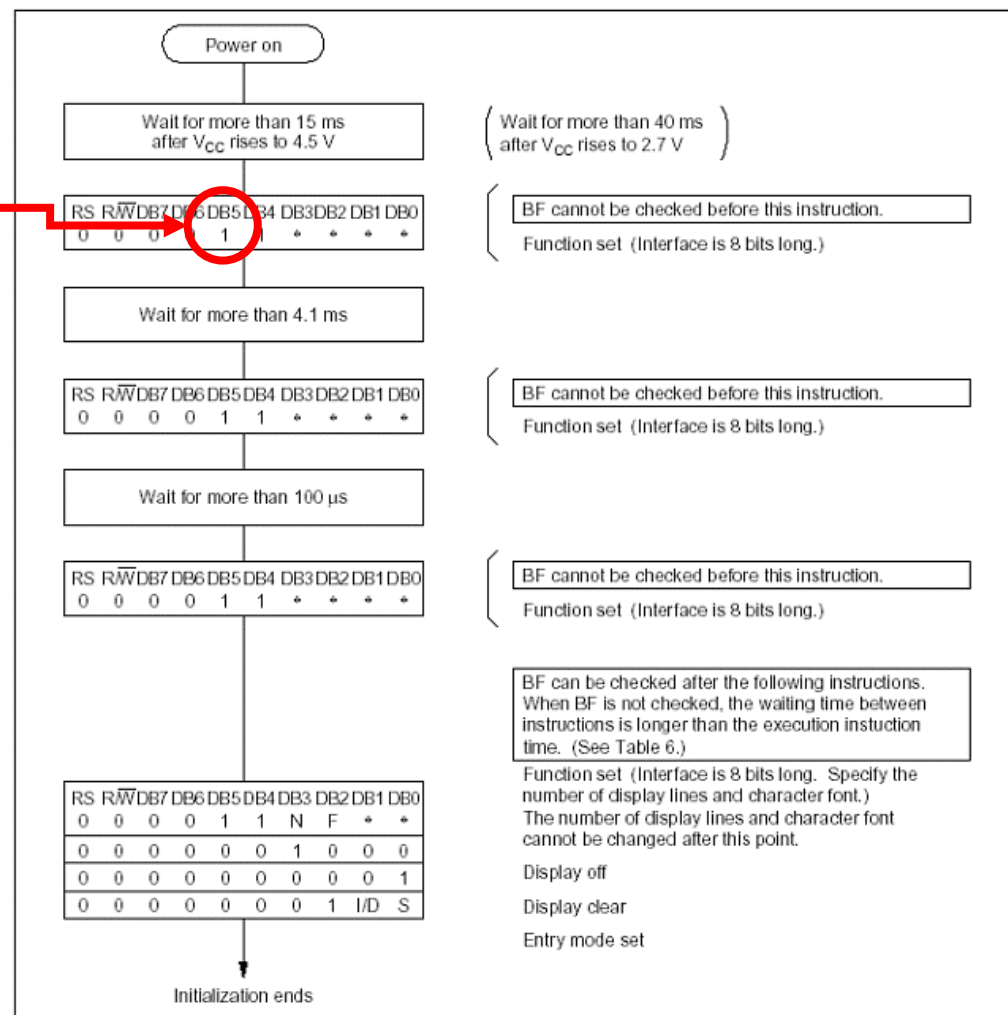 Power on
Wait for more than 15 ms
after VCC rises to 4.5 V
Wait for more than 40 ms
after VCC rises to 2.7 V
RS R/W DB7 DB6 DB5 DB4 DB3 DB2 DB1 DB0
0 0 0 0 1 1 * * * *
BF cannot be checked before this instruction.
Function set (Interface is 8 bits long.)
Wait for more than 4.1 ms
RS R/W DB7 DB6 DB5 DB4 DB3 DB2 DB1 DB0
0 0 0 0 1 1 * * * *
BF cannot be checked before this instruction.
Function set (Interface is 8 bits long.)
Wait for more than 100 µs
RS R/W DB7 DB6 DB5 DB4 DB3 DB2 DB1 DB0
0 0 0 0 1 1 * * * *
BF cannot be checked before this instruction.
Function set (Interface is 8 bits long.)
BF can be checked after the following instructions.
When BF is not checked, the waiting time between
instructions is longer than the execution instuction
time. (See Table 6.)
RS R/W DB7 DB6 DB5 DB4 DB3 DB2 DB1 DB0
0 0 0 0 1 1 N F * *
0 0 0 0 0 0 1 0 0 0
0 0 0 0 0 0 0 0 0 1
0 0 0 0 0 0 0 1 I/D S
Function set (Interface is 8 bits long. Specify the
number of display lines and character font.)
The number of display lines and character font
cannot be changed after this point.
Display off
Display clear
Entry mode set
Initialization ends